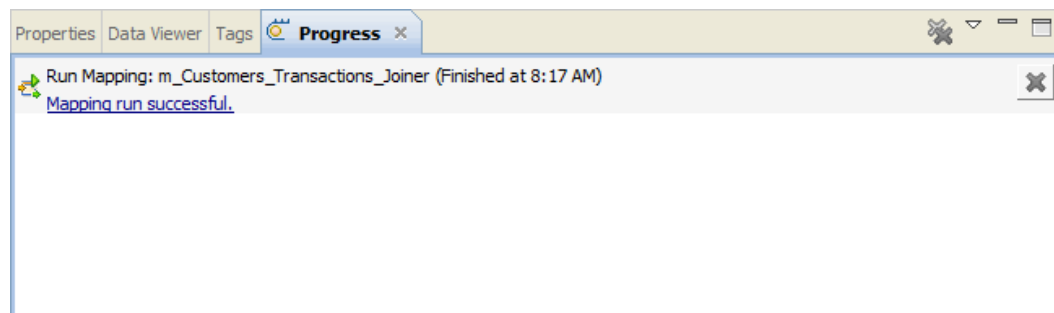 Properties Data Viewer Tags Progress
Run Mapping: m_Customers_Transactions_Joiner (Finished at 8:17 AM)
Mapping run successful.